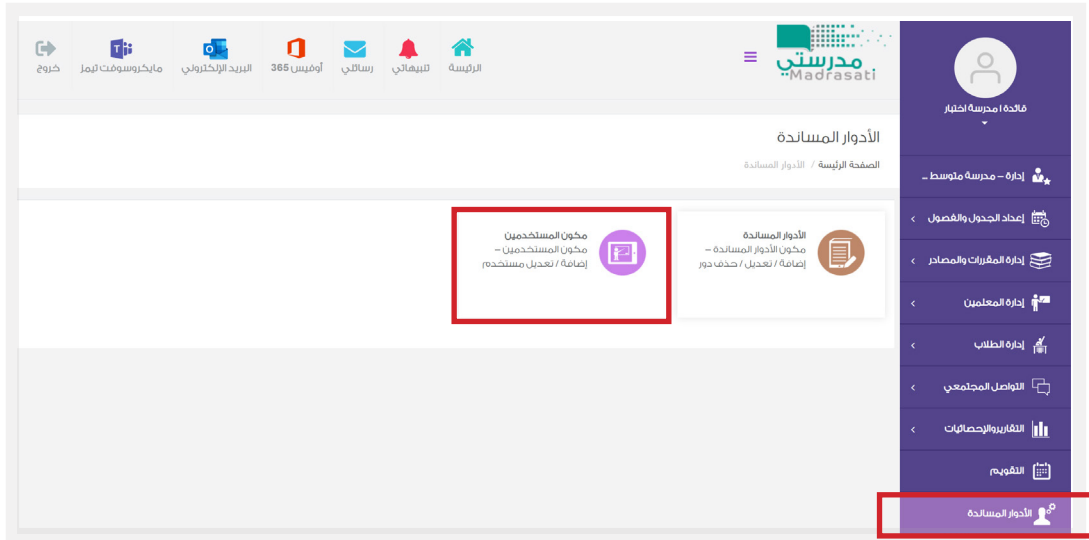 مدرستي
Madrasati
الرئيسة
تنبيهاتي
رسائلي
أوفيس 365
البريد الإلكتروني
مايكروسوفت تيمز
خروج
قائدة ا مدرسة اختبار
إدارة – مدرسة متوسط ..
إعداد الجدول والفصول
إدارة المقررات والمصادر
إدارة المعلمين
إدارة الطلاب
التواصل المجتمعي
التقاريروالإحصائيات
التقويم
الأدوار المساندة
الأدوار المساندة
الصفحة الرئيسة / الأدوار المساندة
الأدوار المساندة
مكون الأدوار المساندة –
إضافة / تعديل / حذف دور
مكون المستخدمين
مكون المستخدمين –
إضافة / تعديل مستخدم